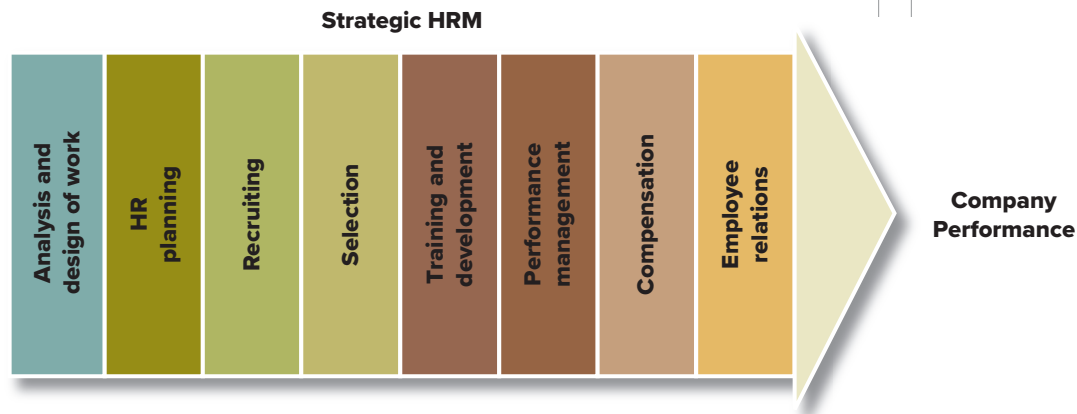 Strategic HRM
Analysis and
design of work
HR
planning
Recruiting
Selection
Training and
development
Performance
management
Compensation
Employee
relations
Company
Performance